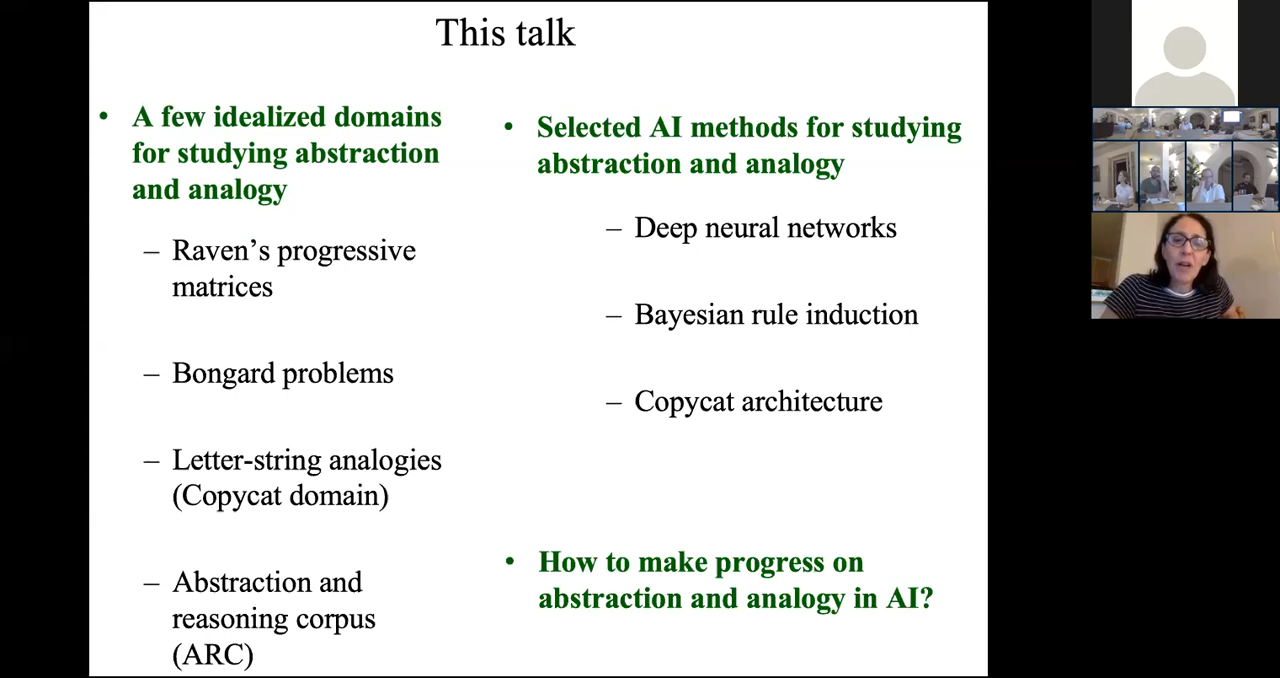 This talk
• A few idealized domains
for studying abstraction
and analogy
– Raven’s progressive
matrices
– Bongard problems
– Letter-string analogies
(Copycat domain)
– Abstraction and
reasoning corpus
(ARC)
• Selected AI methods for studying
abstraction and analogy
– Deep neural networks
– Bayesian rule induction
– Copycat architecture
• How to make progress on
abstraction and analogy in AI?